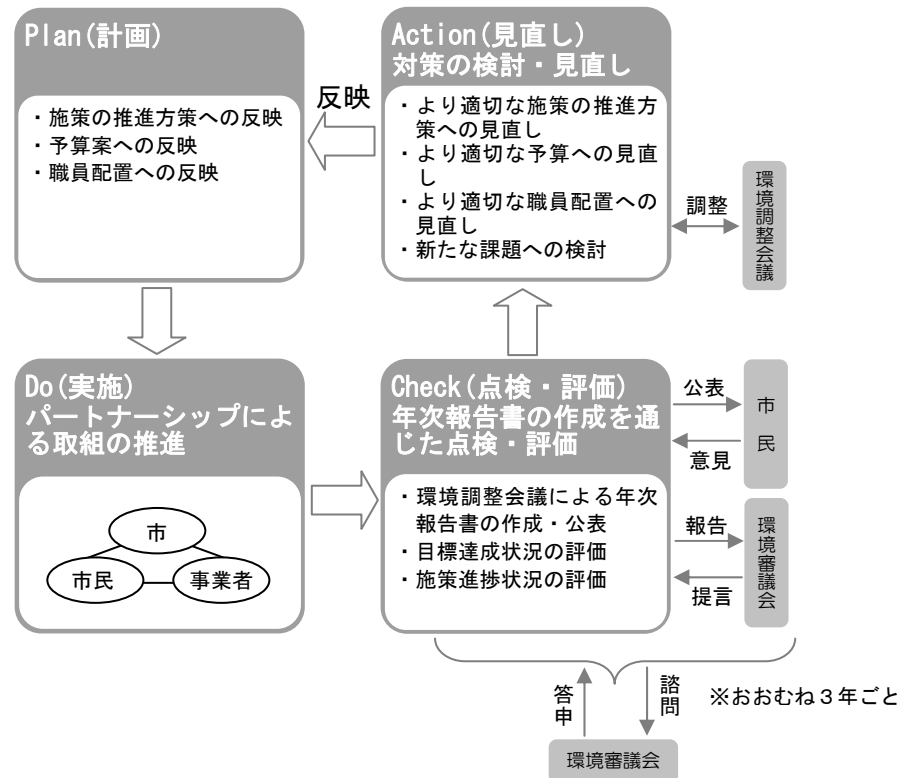 Plan(計画)
・施策の推進方策への反映
・予算案への反映
・職員配置への反映
反映
Action(見直し)
対策の検討・見直し
・より適切な施策の推進方
策への見直し
・より適切な予算への見直
し
・より適切な職員配置への
見直し
・新たな課題への検討
調整
環境調整会議
Do(実施)
パートナーシップによ
る取組の推進
市
市民
事業者
Check(点検・評価)
年次報告書の作成を通
じた点検・評価
・環境調整会議による年次
報告書の作成・公表
・目標達成状況の評価
・施策進捗状況の評価
公表
意見
市民
報告
提言
環境審議会
答申
諮問
※おおむね3年ごと
環境審議会